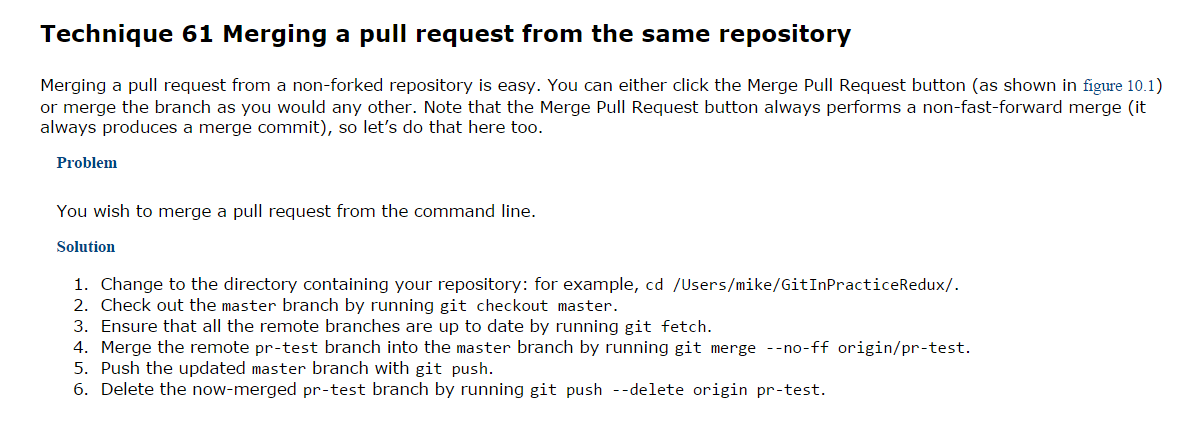 Technique 61 Merging a pull request from the same repository
Merging a pull request from a non-forked repository is easy. You can either click the Merge Pull Request button (as shown in figure 10.1)
or merge the branch as you would any other. Note that the Merge Pull Request button always performs a non-fast-forward merge (it
always produces a merge commit), so let’s do that here too.
Problem
You wish to merge a pull request from the command line.
Solution
1. Change to the directory containing your repository: for example, cd /Users/mike/GitInPracticeRedux/.
2. Check out the master branch by running git checkout master.
3. Ensure that all the remote branches are up to date by running git fetch.
4. Merge the remote pr-test branch into the master branch by running git merge --no-ff origin/pr-test.
5. Push the updated master branch with git push.
6. Delete the now-merged pr-test branch by running git push --delete origin pr-test.